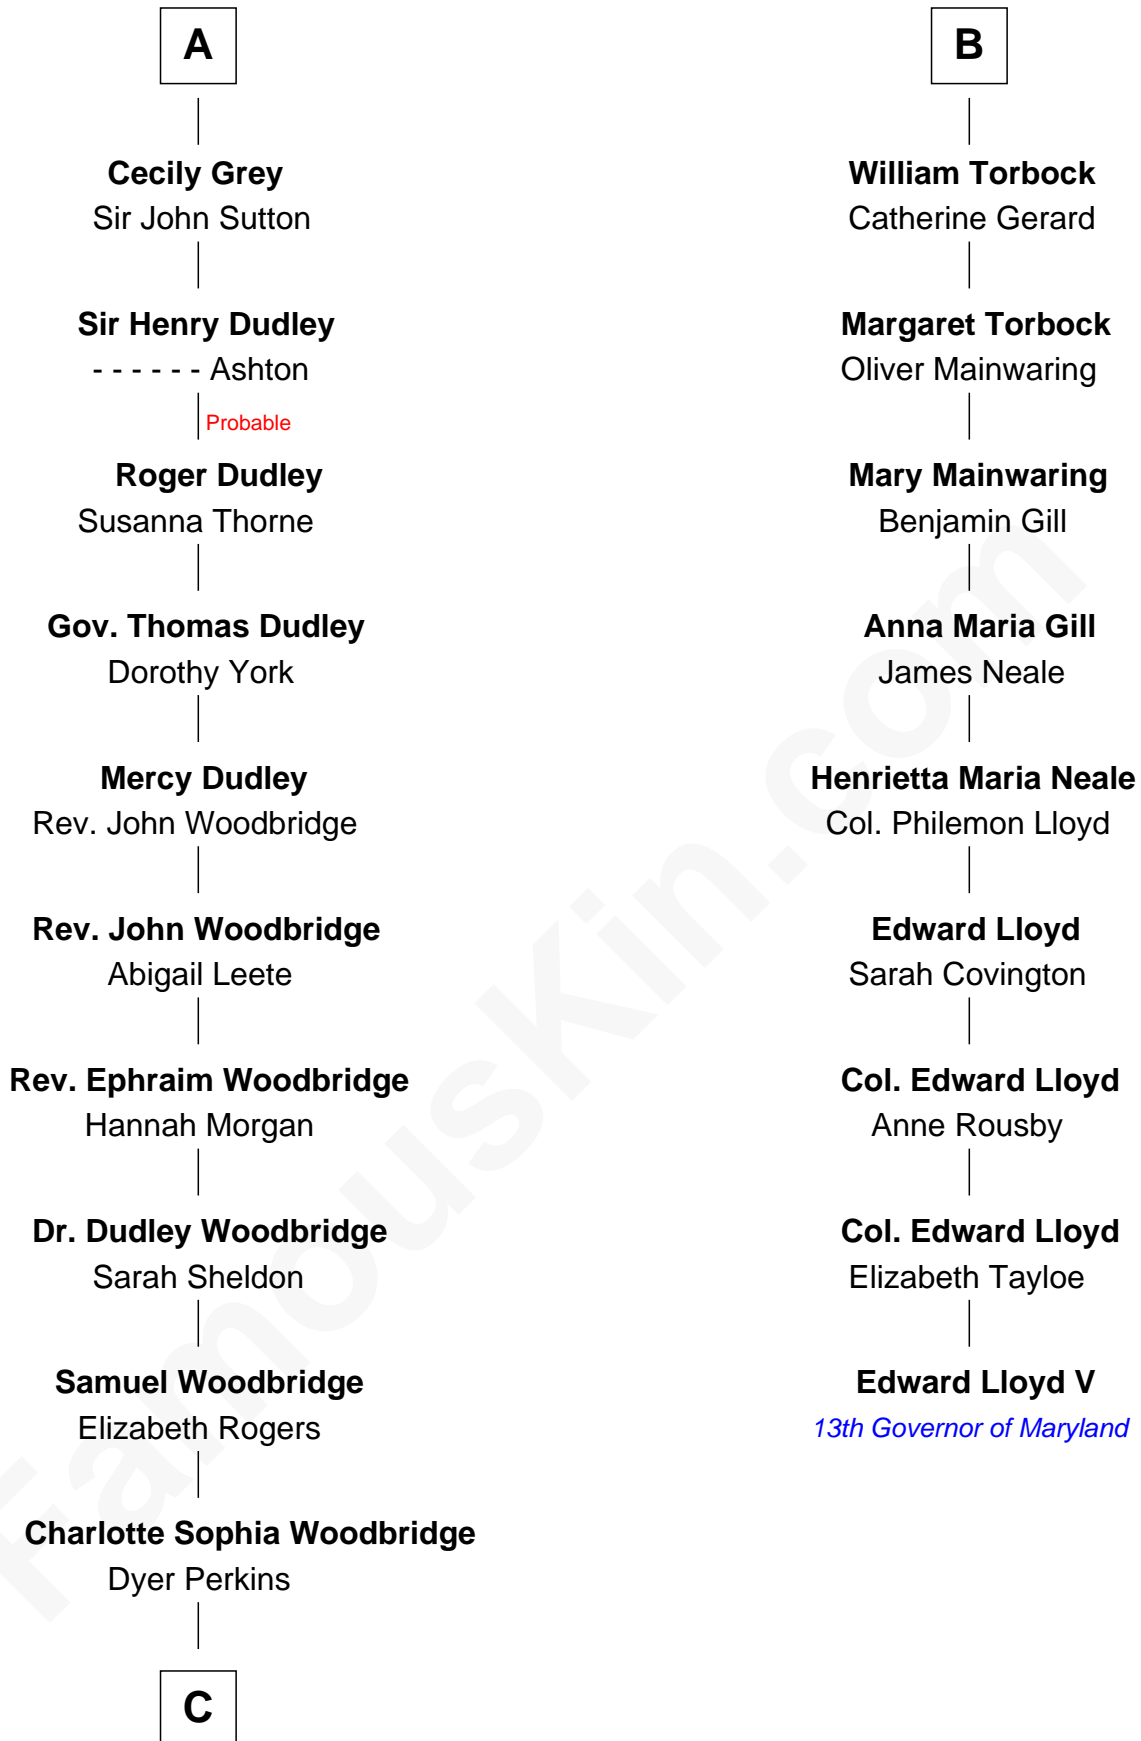 A
Cecily Grey
Sir John Sutton
Sir Henry Dudley
- - - - - - Ashton
Probable
Roger Dudley
Susanna Thorne
Gov. Thomas Dudley
Dorothy York
Mercy Dudley
Rev. John Woodbridge
Rev. John Woodbridge
Abigail Leete
Rev. Ephraim Woodbridge
Hannah Morgan
Dr. Dudley Woodbridge
Sarah Sheldon
Samuel Woodbridge
Elizabeth Rogers
Charlotte Sophia Woodbridge
Dyer Perkins
C
B
William Torbock
Catherine Gerard
Margaret Torbock
Oliver Mainwaring
Mary Mainwaring
Benjamin Gill
Anna Maria Gill
James Neale
Henrietta Maria Neale
Col. Philemon Lloyd
Edward Lloyd
Sarah Covington
Col. Edward Lloyd
Anne Rousby
Col. Edward Lloyd
Elizabeth Tayloe
Edward Lloyd V
13th Governor of Maryland
FamousKin.com